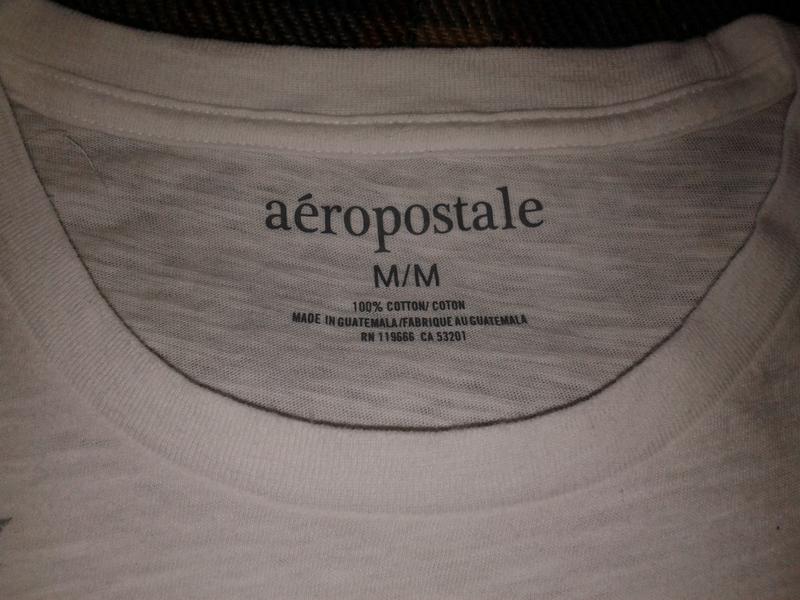 aéropostale
M/M
100% COTTON/ COTON
MADE IN GUATEMALA/FABRIQUE AU GUATEMALA
RN 119666 CA 53201